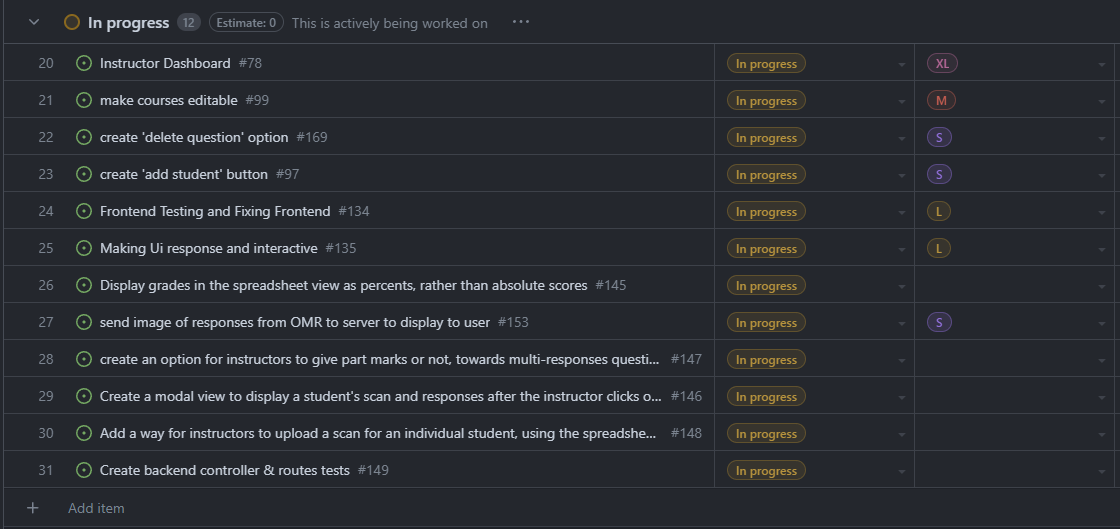 In progress 12 Estimate: 0 This is actively being worked on ...
20 Instructor Dashboard #78 In progress XL
21 make courses editable #99 In progress M
22 create 'delete question' option #169 In progress S
23 create 'add student' button #97 In progress S
24 Frontend Testing and Fixing Frontend #134 In progress L
25 Making Ui response and interactive #135 In progress L
26 Display grades in the spreadsheet view as percents, rather than absolute scores #145 In progress
27 send image of responses from OMR to server to display to user #153 In progress S
28 create an option for instructors to give part marks or not, towards multi-responses questi... #147 In progress
29 Create a modal view to display a student's scan and responses after the instructor clicks o... #146 In progress
30 Add a way for instructors to upload a scan for an individual student, using the spreadshe... #148 In progress
31 Create backend controller & routes tests #149 In progress
+ Add item